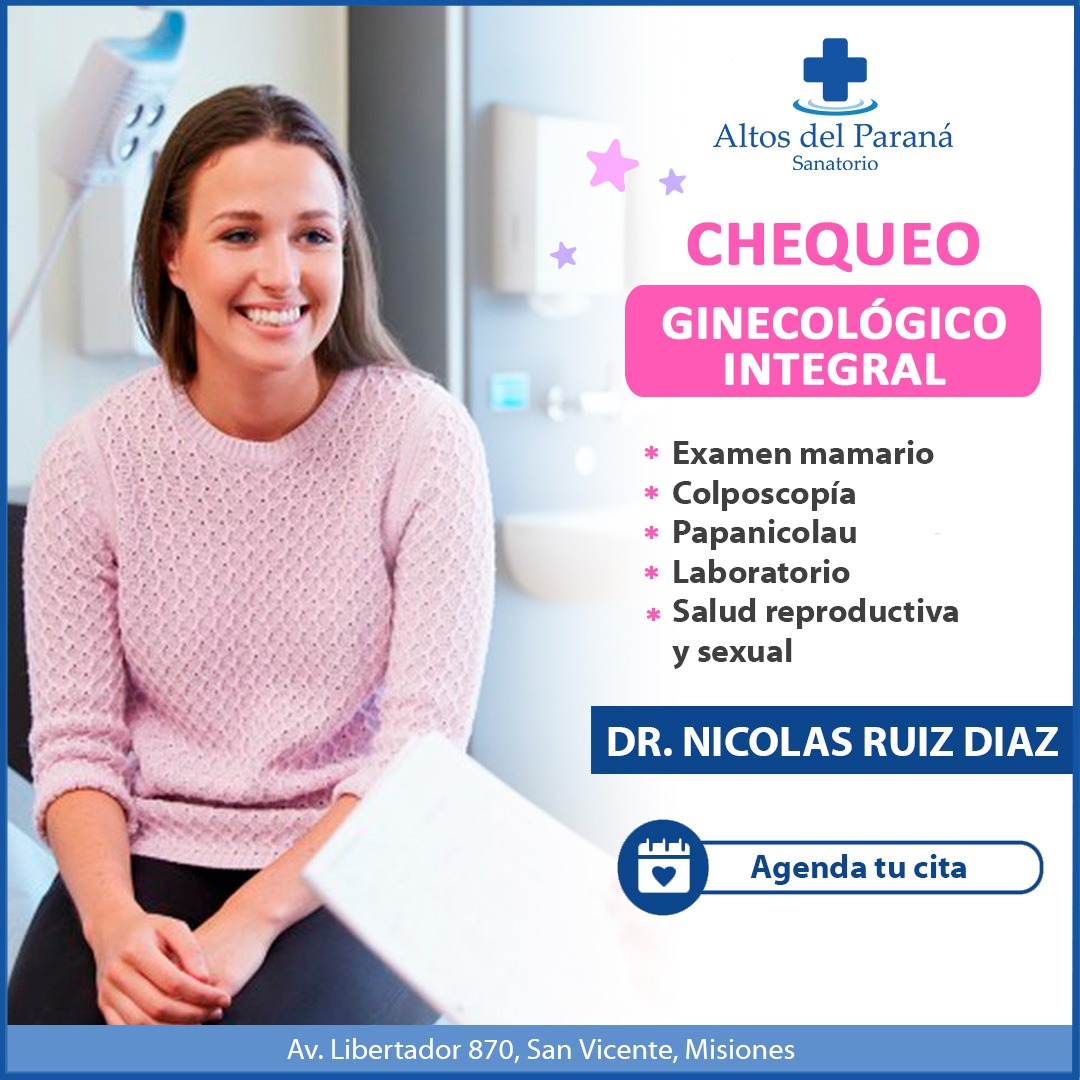 Altos del Paraná
Sanatorio
CHEQUEO
GINECOLÓGICO
INTEGRAL
* Examen mamario
* Colposcopía
* Papanicolau
* Laboratorio
* Salud reproductiva
y sexual
DR. NICOLAS RUIZ DIAZ
Agenda tu cita
Av. Libertador 870, San Vicente, Misiones